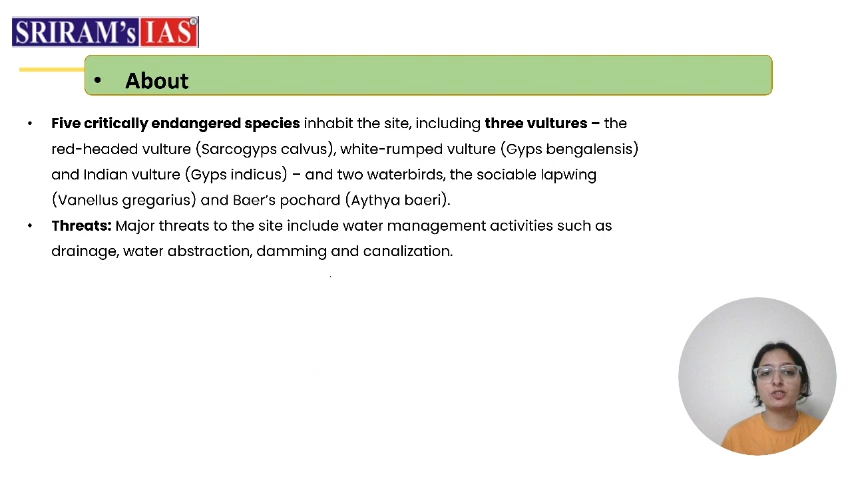 SRIRAM's IAS®
• About
• Five critically endangered species inhabit the site, including three vultures – the
red-headed vulture (Sarcogyps calvus), white-rumped vulture (Gyps bengalensis)
and Indian vulture (Gyps indicus) – and two waterbirds, the sociable lapwing
(Vanellus gregarius) and Baer's pochard (Aythya baeri).
• Threats: Major threats to the site include water management activities such as
drainage, water abstraction, damming and canalization.